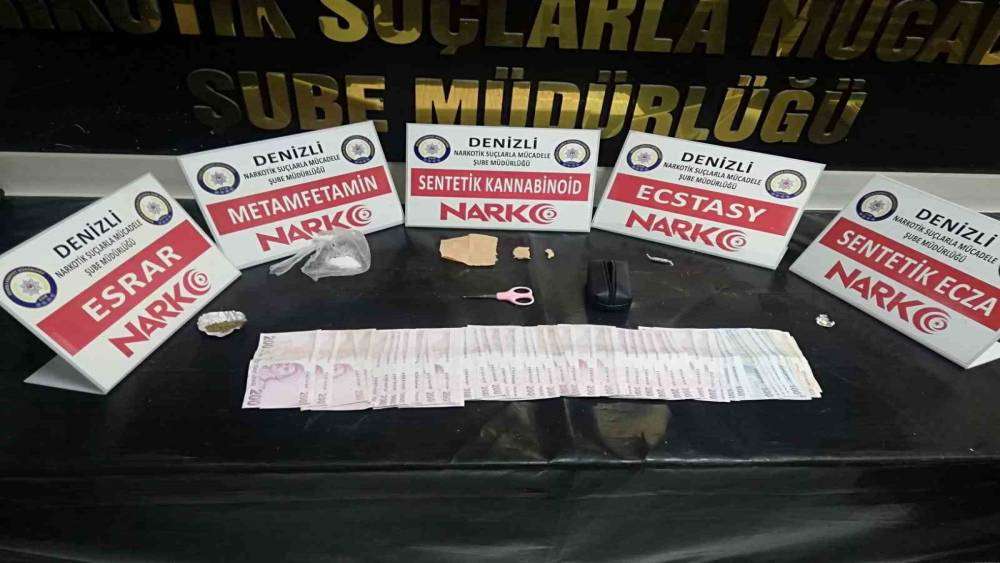 NARKOTİK SUÇLARLA MÜCADELE
ŞUBE MÜDÜRLÜĞÜ
DENİZLİ
NARKOTİK SUÇLARLA MÜCADELE
ŞUBE MÜDÜRLÜĞÜ
ESRAR
NARKO
DENİZLİ
NARKOTİK SUÇLARLA MÜCADELE
ŞUBE MÜDÜRLÜĞÜ
METAMFETAMİN
NARKO
DENİZLİ
NARKOTİK SUÇLARLA MÜCADELE
ŞUBE MÜDÜRLÜĞÜ
SENTETİK KANNABİNOİD
NARKO
DENİZLİ
NARKOTİK SUÇLARLA MÜCADELE
ŞUBE MÜDÜRLÜĞÜ
ECSTASY
NARKO
DENİZLİ
NARKOTİK SUÇLARLA MÜCADELE
ŞUBE MÜDÜRLÜĞÜ
SENTETİK ECZA
NARKO
200